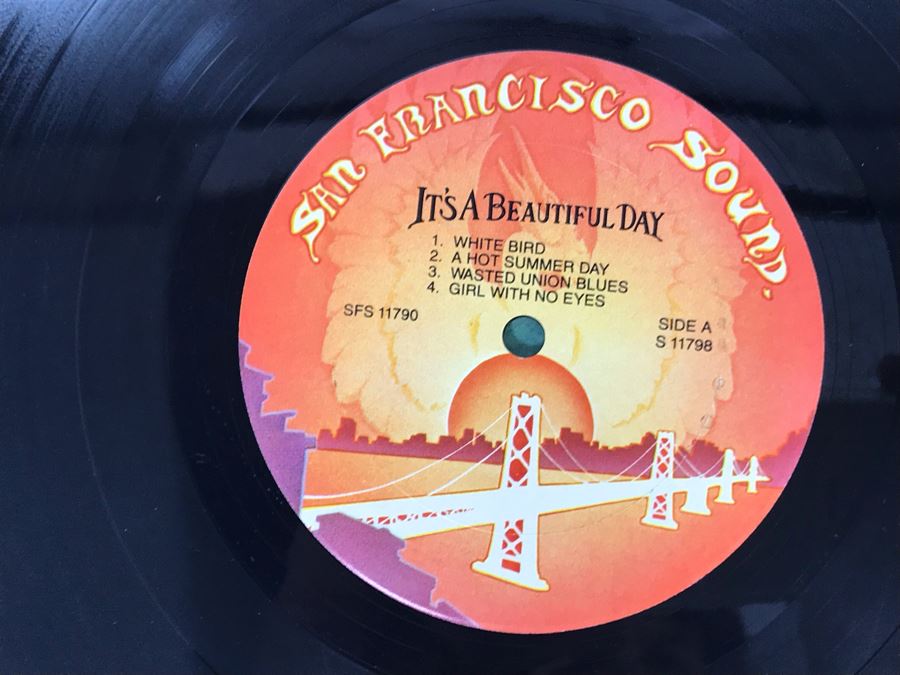 SAN FRANCISCO SOUND.
IT'S A BEAUTIFUL DAY
1. WHITE BIRD
2. A HOT SUMMER DAY
3. WASTED UNION BLUES
4. GIRL WITH NO EYES
SFS 11790
SIDE A
S 11798